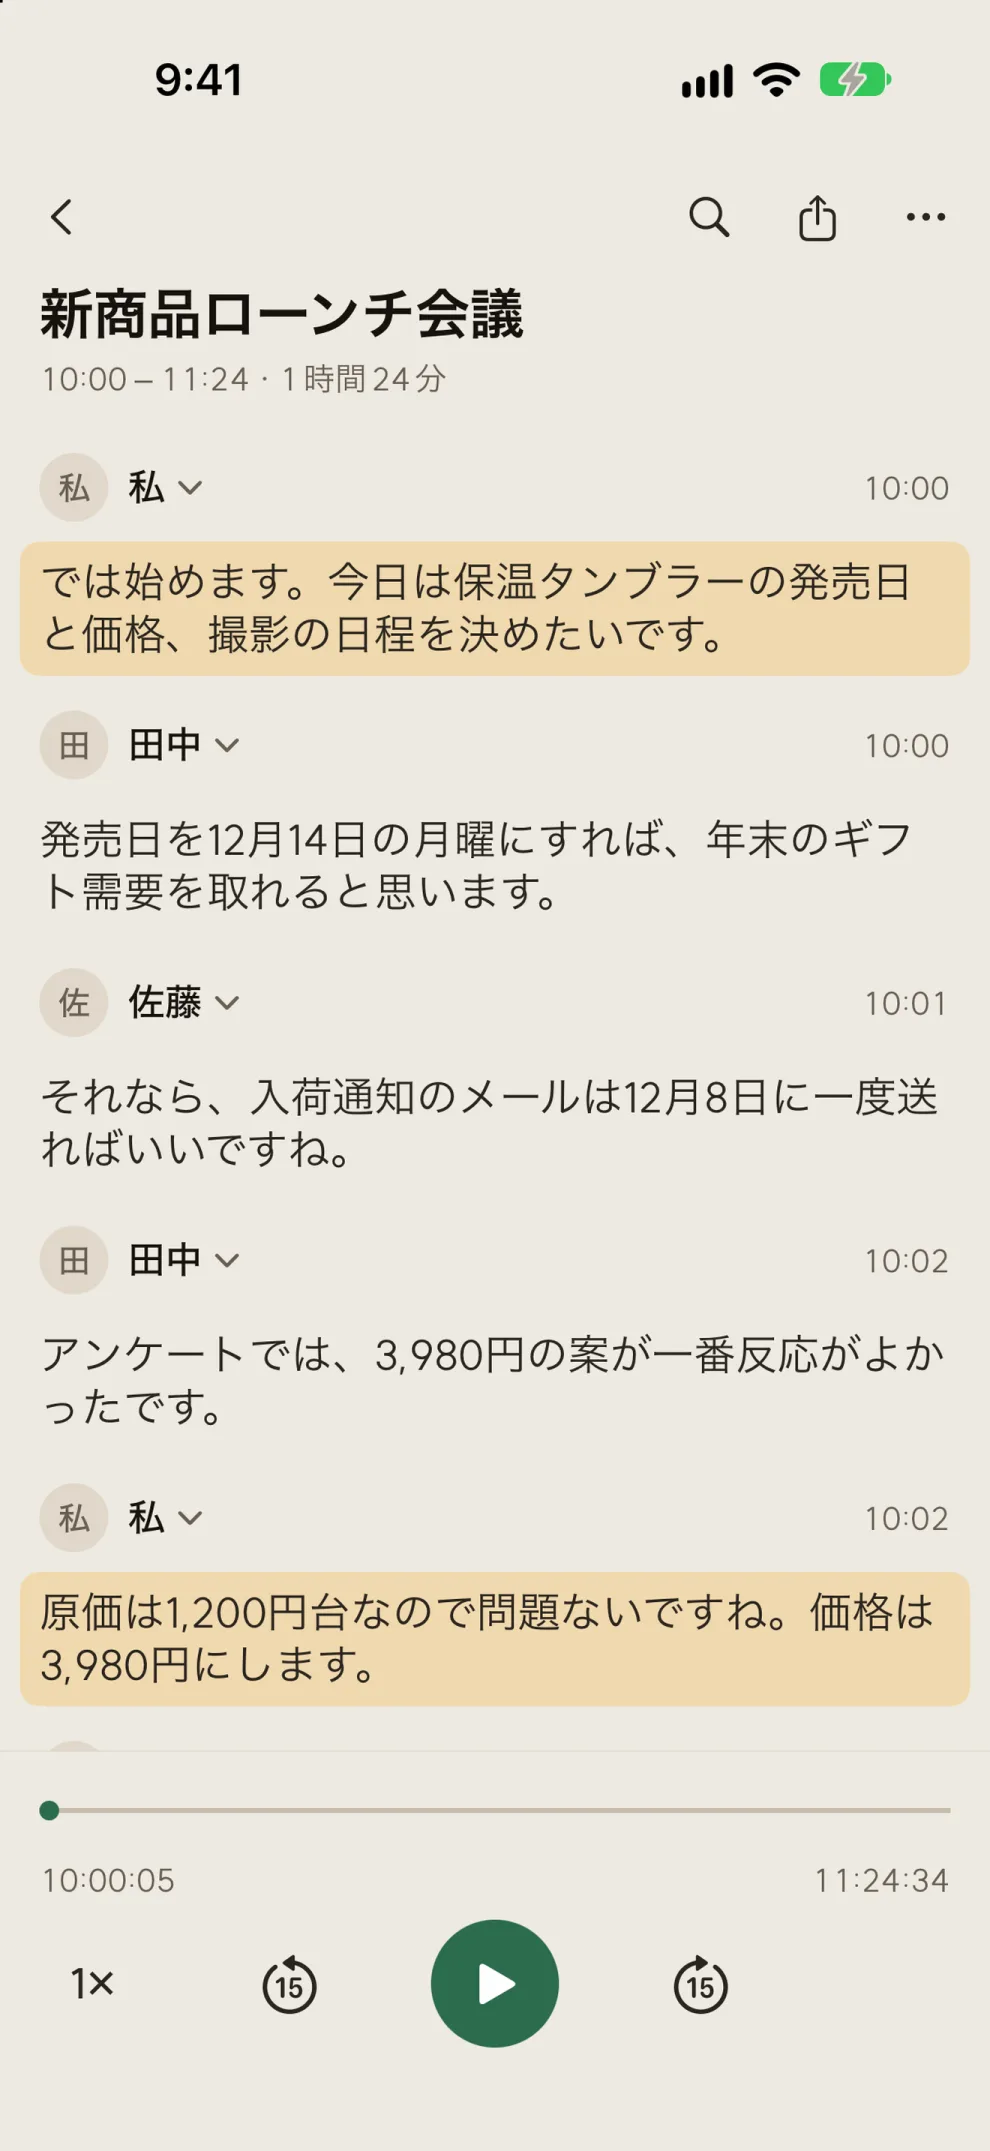 9:41
新商品ローンチ会議
10:00 – 11:24 · 1時間24分
私 私 10:00
では始めます。今日は保温タンブラーの発売日
と価格、撮影の日程を決めたいです。
田 田中 10:00
発売日を12月14日の月曜にすれば、年末のギフ
ト需要を取れると思います。
佐 佐藤 10:01
それなら、入荷通知のメールは12月8日に一度送
ればいいですね。
田 田中 10:02
アンケートでは、3,980円の案が一番反応がよか
ったです。
私 私 10:02
原価は1,200円台なので問題ないですね。価格は
3,980円にします。
10:00:05 11:24:34
1× 15 15